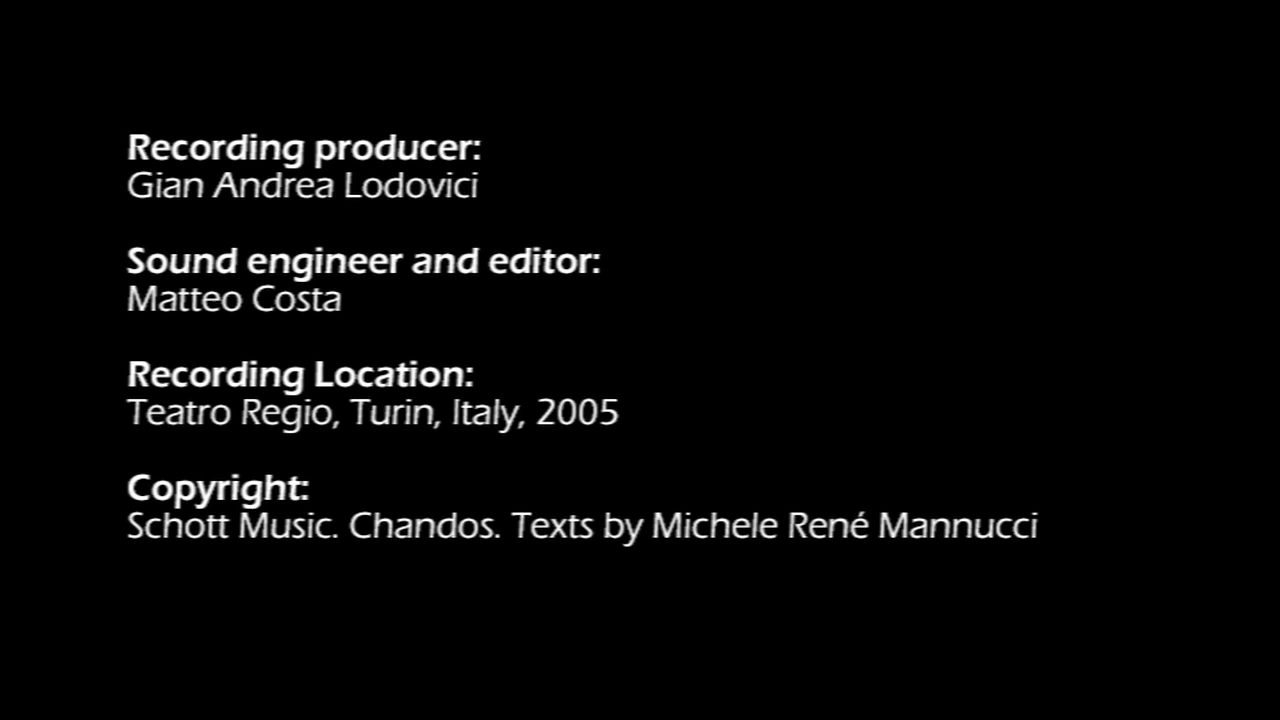 Recording producer:
Gian Andrea Lodovici
Sound engineer and editor:
Matteo Costa
Recording Location:
Teatro Regio, Turin, Italy, 2005
Copyright:
Schott Music. Chandos. Texts by Michele René Mannucci